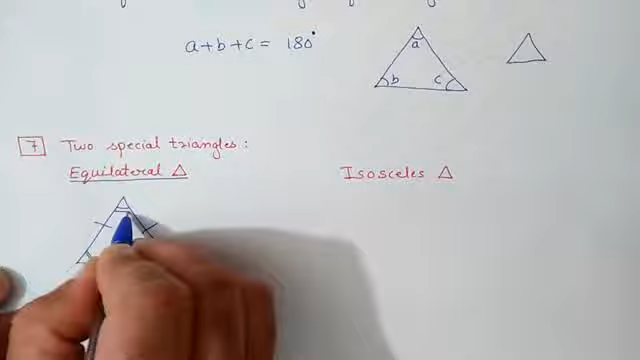 a + b + c = 180°
a
b
c
7 Two special triangles:
Equilateral △
Isosceles △